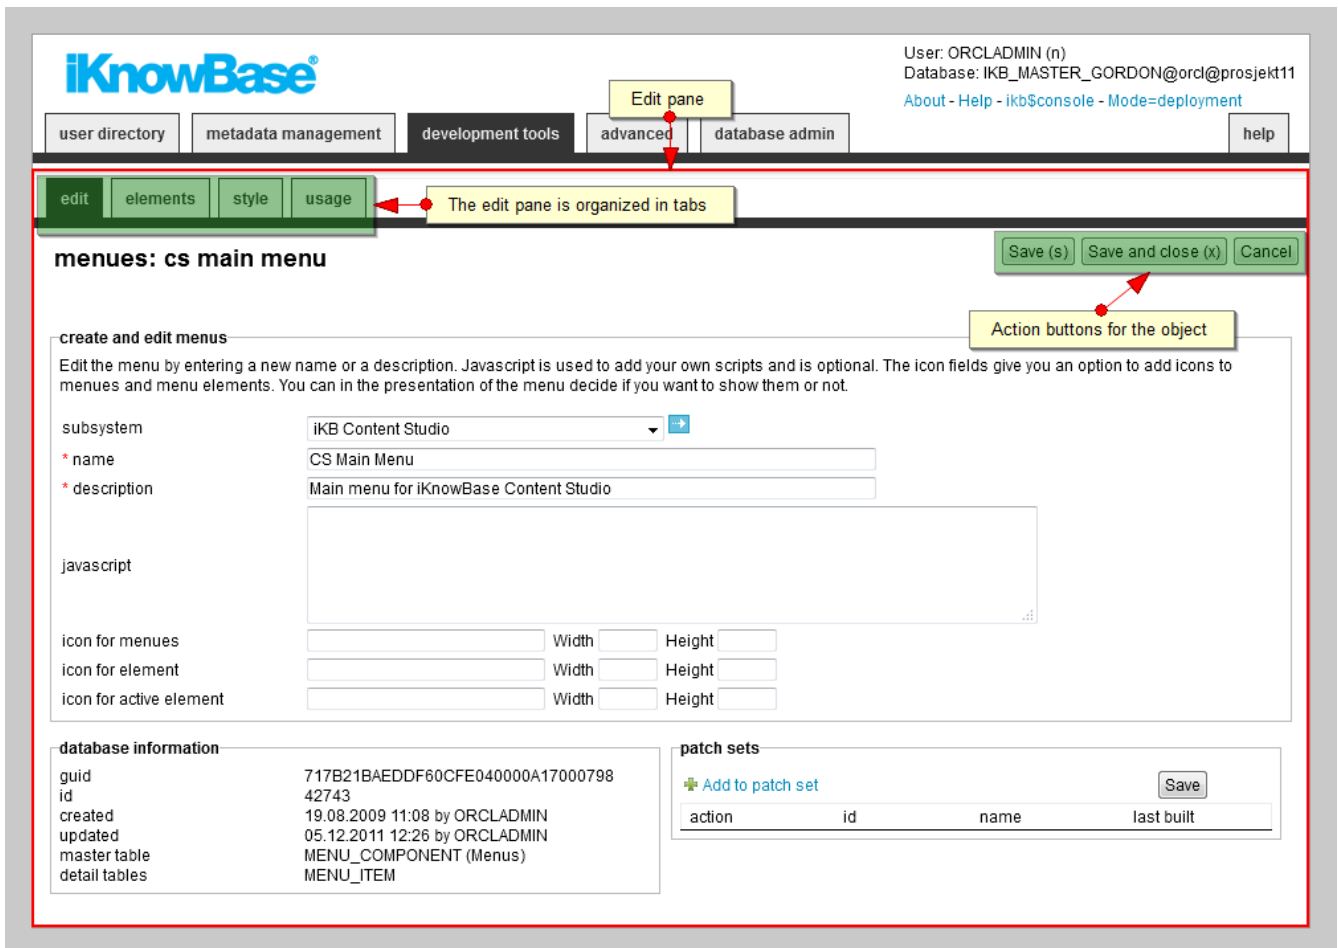 iKnowBase®
User: ORCLADMIN (n)
Database: IKB_MASTER_GORDON@orcl@prosjekt11
About - Help - ikb$console - Mode=deployment
Edit pane
user directory metadata management development tools advanced database admin help
edit elements style usage
The edit pane is organized in tabs
menues: cs main menu
Save (s) Save and close (x) Cancel
Action buttons for the object
create and edit menus
Edit the menu by entering a new name or a description. Javascript is used to add your own scripts and is optional. The icon fields give you an option to add icons to
menues and menu elements. You can in the presentation of the menu decide if you want to show them or not.
subsystem iKB Content Studio
* name CS Main Menu
* description Main menu for iKnowBase Content Studio
javascript
icon for menues Width Height
icon for element Width Height
icon for active element Width Height
database information
guid 717B21BAEDDF60CFE040000A17000798
id 42743
created 19.08.2009 11:08 by ORCLADMIN
updated 05.12.2011 12:26 by ORCLADMIN
master table MENU_COMPONENT (Menus)
detail tables MENU_ITEM
patch sets
Add to patch set Save
action id name last built